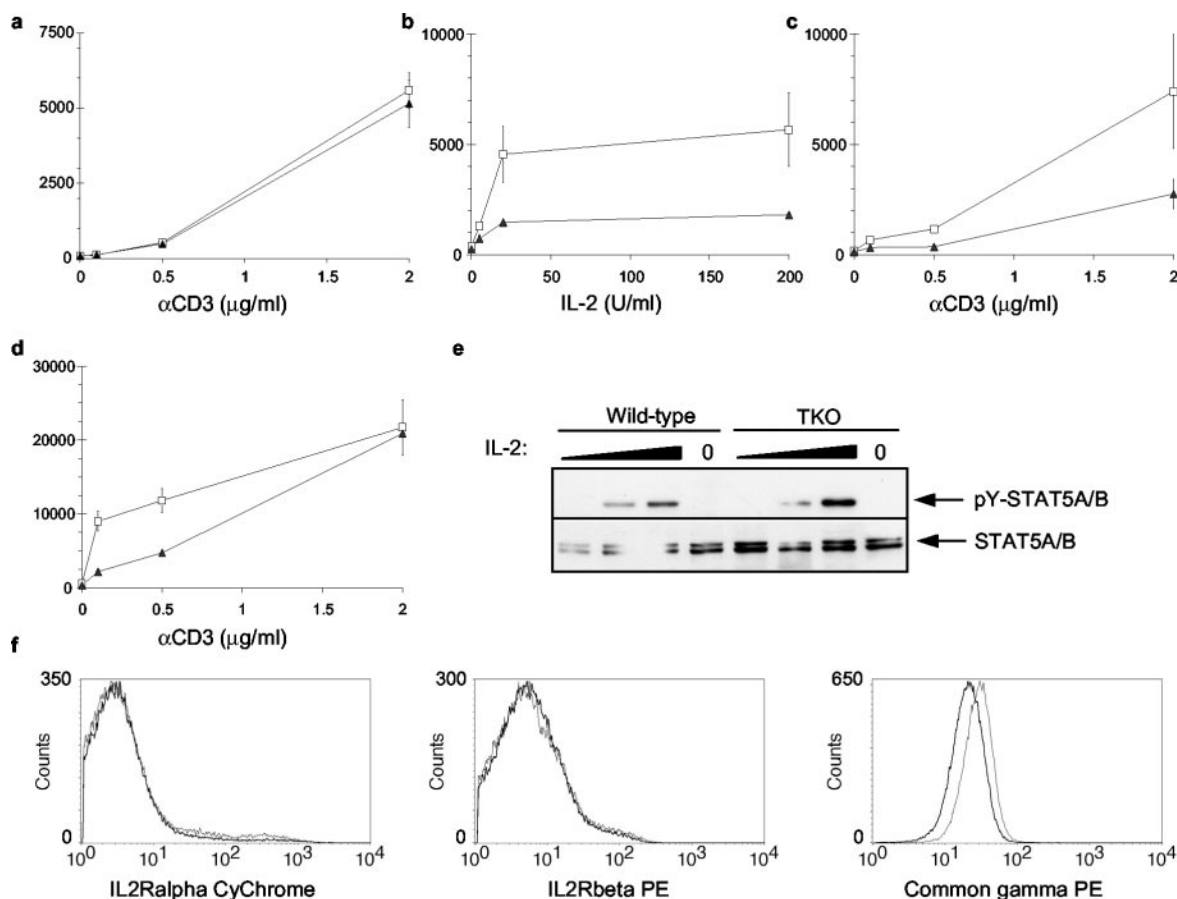 a
7500
5000
2500
0
0 0.5 1 1.5 2
αCD3 (μg/ml)
b
10000
5000
0
0 50 100 150 200
IL-2 (U/ml)
c
10000
5000
0
0 0.5 1 1.5 2
αCD3 (μg/ml)
d
30000
25000
20000
15000
10000
5000
0
0 0.5 1 1.5 2
αCD3 (μg/ml)
e
Wild-type TKO
IL-2: 0 0
pY-STAT5A/B
STAT5A/B
f
350
Counts
0
10⁰ 10¹ 10² 10³ 10⁴
IL2Ralpha CyChrome
300
Counts
0
10⁰ 10¹ 10² 10³ 10⁴
IL2Rbeta PE
650
Counts
0
10⁰ 10¹ 10² 10³ 10⁴
Common gamma PE